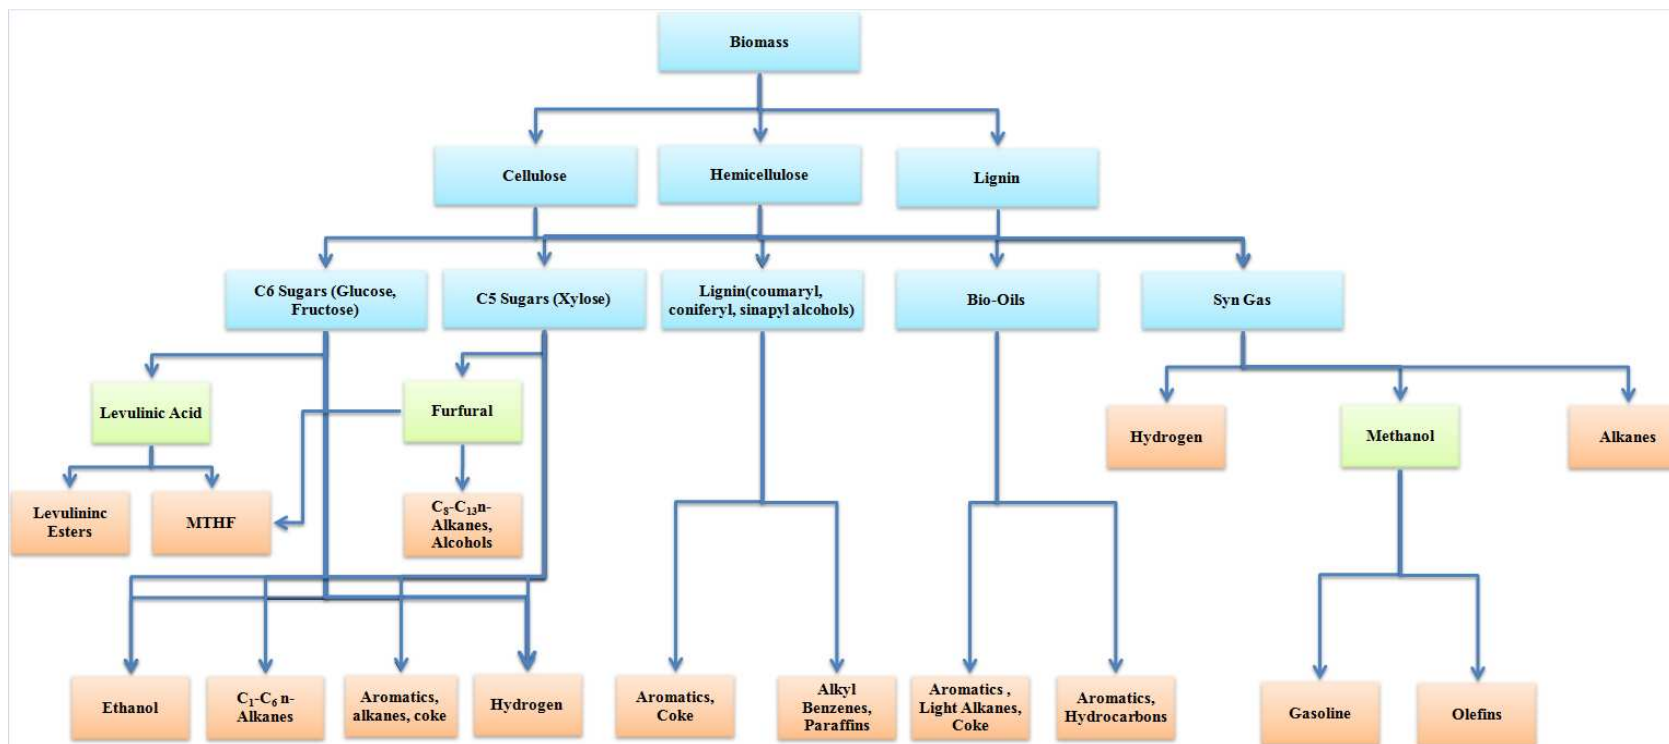 Biomass
Cellulose
Hemicellulose
Lignin
C6 Sugars (Glucose,
Fructose)
C5 Sugars (Xylose)
Lignin(coumaryl,
coniferyl, sinapyl alcohols)
Bio-Oils
Syn Gas
Levulinic Acid
Furfural
Hydrogen
Methanol
Alkanes
Levulininc
Esters
MTHF
C₈-C₁₃n-
Alkanes,
Alcohols
Ethanol
C₁-C₆ n-
Alkanes
Aromatics,
alkanes, coke
Hydrogen
Aromatics,
Coke
Alkyl
Benzenes,
Paraffins
Aromatics ,
Light Alkanes,
Coke
Aromatics,
Hydrocarbons
Gasoline
Olefins